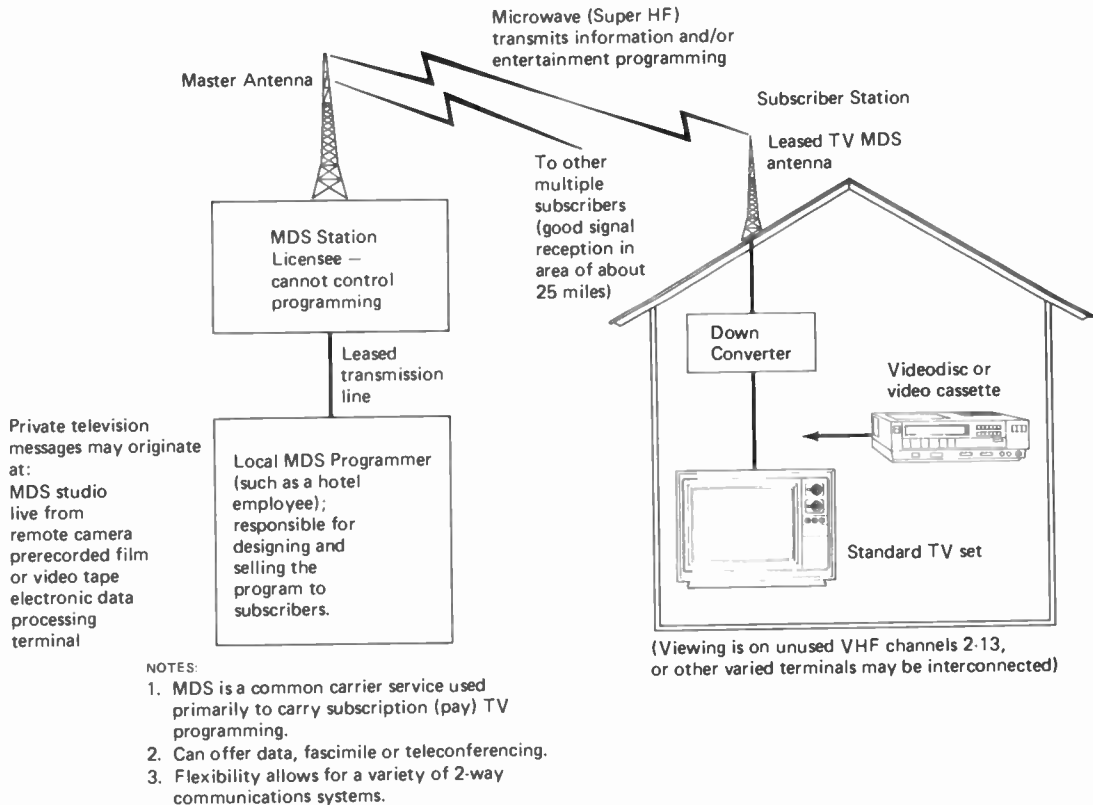 Microwave (Super HF)
transmits information and/or
entertainment programming
Master Antenna
Subscriber Station
Leased TV MDS
antenna
To other
multiple
subscribers
(good signal
reception in
area of about
25 miles)
MDS Station
Licensee —
cannot control
programming
Leased
transmission
line
Down
Converter
Videodisc or
video cassette
Private television
messages may originate
at:
MDS studio
live from
remote camera
prerecorded film
or video tape
electronic data
processing
terminal
Local MDS Programmer
(such as a hotel
employee);
responsible for
designing and
selling the
program to
subscribers.
Standard TV set
(Viewing is on unused VHF channels 2-13,
or other varied terminals may be interconnected)
NOTES:
1. MDS is a common carrier service used
primarily to carry subscription (pay) TV
programming.
2. Can offer data, fascimile or teleconferencing.
3. Flexibility allows for a variety of 2-way
communications systems.